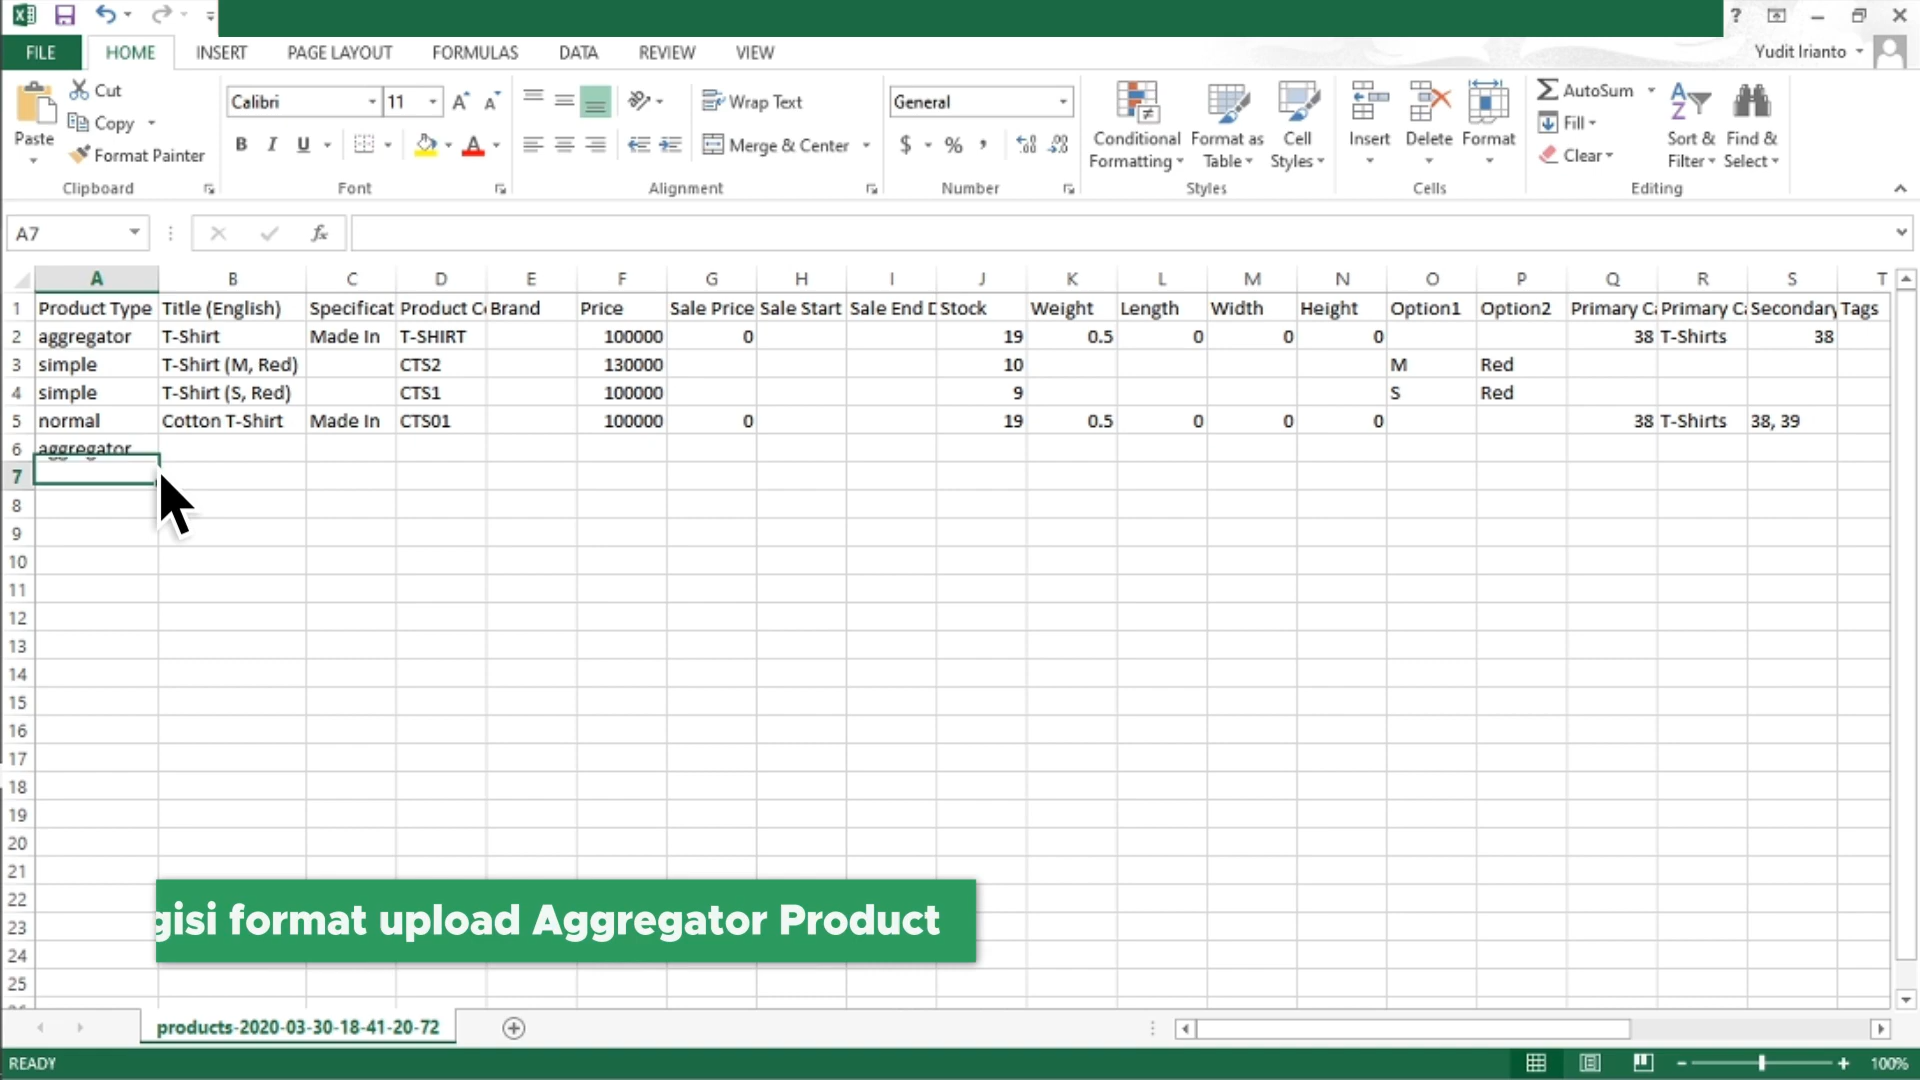 Yudit Irianto
FILE HOME INSERT PAGE LAYOUT FORMULAS DATA REVIEW VIEW
Paste
Cut
Copy
Format Painter
Clipboard
Calibri 11
B I U
Font
Wrap Text
Merge & Center
Alignment
General
$ % ,
Number
Conditional Formatting
Format as Table
Cell Styles
Styles
Insert
Delete
Format
Cells
AutoSum
Fill
Clear
Sort & Filter
Find & Select
Editing
A7 fx
A B C D E F G H I J K L M N O P Q R S T
1 Product Type Title (English) Specificat Product Co Brand Price Sale Price Sale Start Sale End D Stock Weight Length Width Height Option1 Option2 Primary Ca Primary Ca Secondary Tags
2 aggregator T-Shirt Made In T-SHIRT 100000 0 19 0.5 0 0 0 38 T-Shirts 38
3 simple T-Shirt (M, Red) CTS2 130000 10 M Red
4 simple T-Shirt (S, Red) CTS1 100000 9 S Red
5 normal Cotton T-Shirt Made In CTS01 100000 0 19 0.5 0 0 0 38 T-Shirts 38, 39
6 aggregator
7
8
9
10
11
12
13
14
15
16
17
18
19
20
21
22
23
24
25
gisi format upload Aggregator Product
products-2020-03-30-18-41-20-72
READY
100%